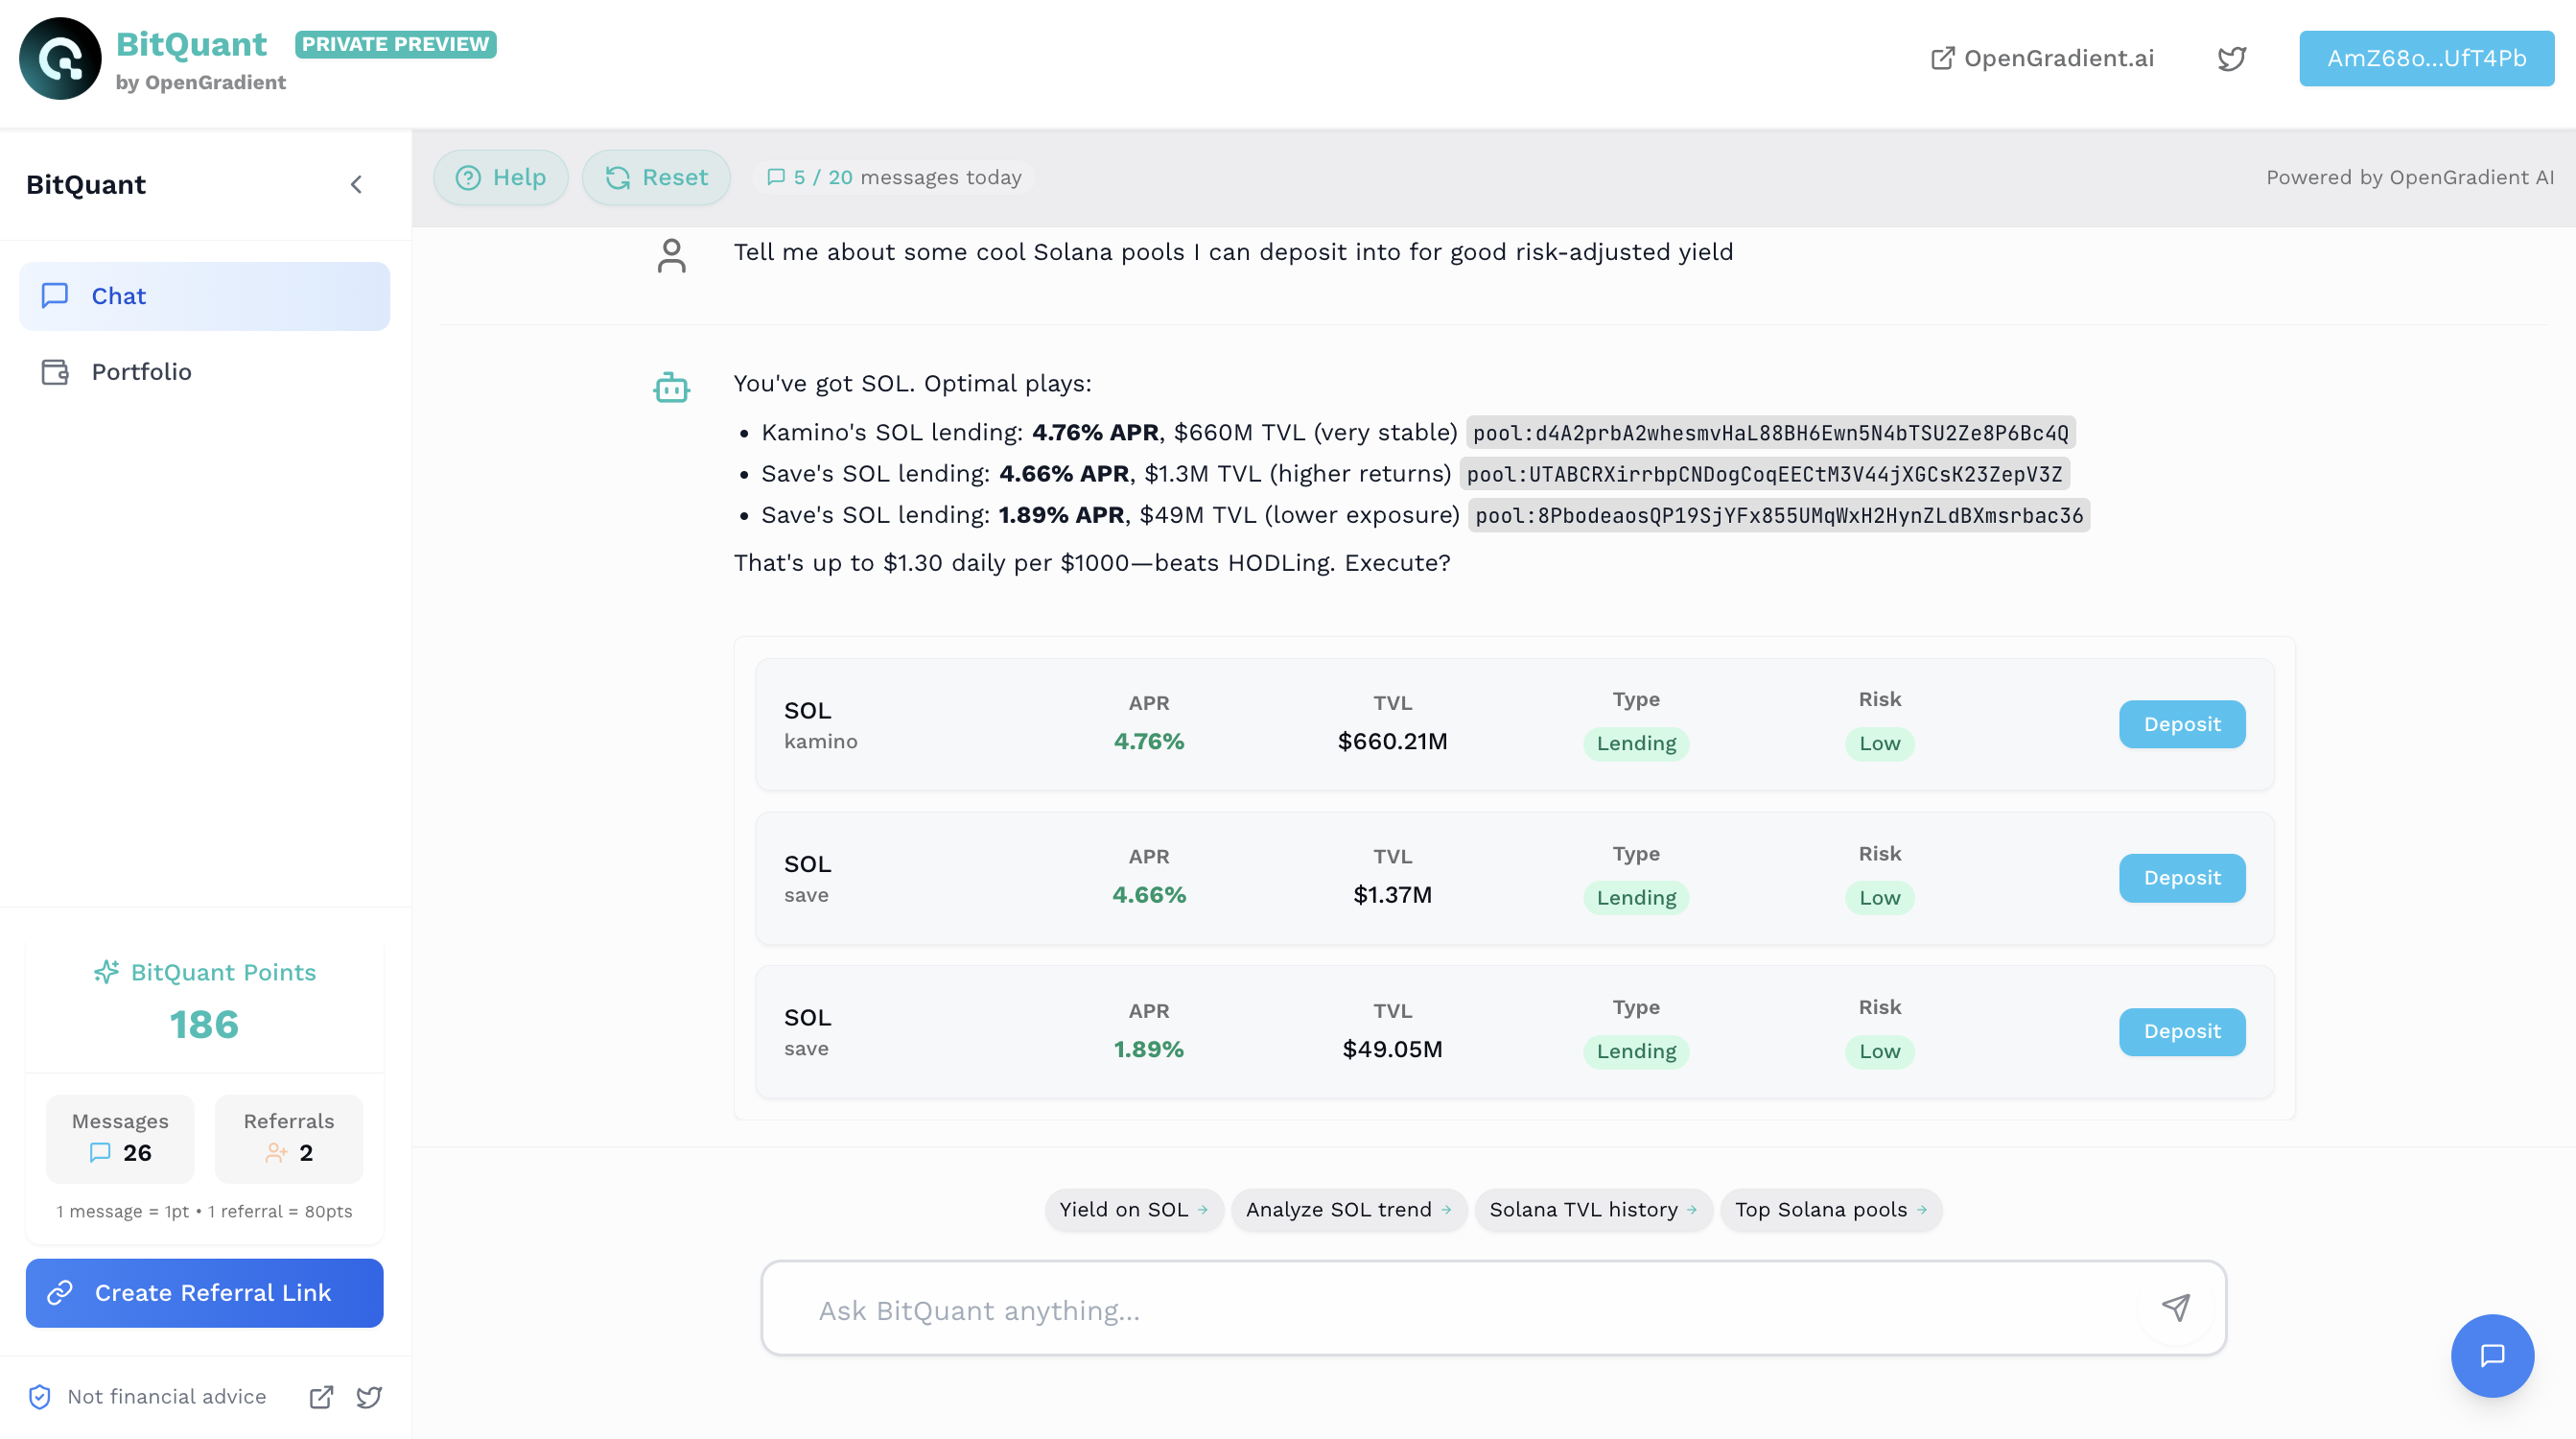 BitQuant PRIVATE PREVIEW
by OpenGradient
OpenGradient.ai
AmZ68o...UfT4Pb
BitQuant
Chat
Portfolio
BitQuant Points
186
Messages
26
Referrals
2
1 message = 1pt • 1 referral = 80pts
Create Referral Link
Not financial advice
Help
Reset
5 / 20 messages today
Powered by OpenGradient AI
Tell me about some cool Solana pools I can deposit into for good risk-adjusted yield
You've got SOL. Optimal plays:
• Kamino's SOL lending: 4.76% APR, $660M TVL (very stable) pool:d4A2prbA2whesmvHaL88BH6Ewn5N4bTSU2Ze8P6Bc4Q
• Save's SOL lending: 4.66% APR, $1.3M TVL (higher returns) pool:UTABCRXirrbpCNDogCoqEECtM3V44jXGCsK23ZepV3Z
• Save's SOL lending: 1.89% APR, $49M TVL (lower exposure) pool:8PbodeaosQP19SjYFx855UMqWxH2HynZLdBXmsrbac36
That's up to $1.30 daily per $1000—beats HODLing. Execute?
SOL
kamino
APR
4.76%
TVL
$660.21M
Type
Lending
Risk
Low
Deposit
SOL
save
APR
4.66%
TVL
$1.37M
Type
Lending
Risk
Low
Deposit
SOL
save
APR
1.89%
TVL
$49.05M
Type
Lending
Risk
Low
Deposit
Yield on SOL →
Analyze SOL trend →
Solana TVL history →
Top Solana pools →
Ask BitQuant anything...